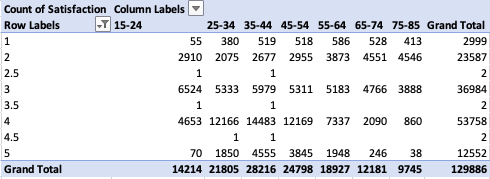 Count of Satisfaction Column Labels
Row Labels 15-24 25-34 35-44 45-54 55-64 65-74 75-85 Grand Total
1 55 380 519 518 586 528 413 2999
2 2910 2075 2677 2955 3873 4551 4546 23587
2.5 1 1 2
3 6524 5333 5979 5311 5183 4766 3888 36984
3.5 1 1 2
4 4653 12166 14483 12169 7337 2090 860 53758
4.5 1 1 2
5 70 1850 4555 3845 1948 246 38 12552
Grand Total 14214 21805 28216 24798 18927 12181 9745 129886